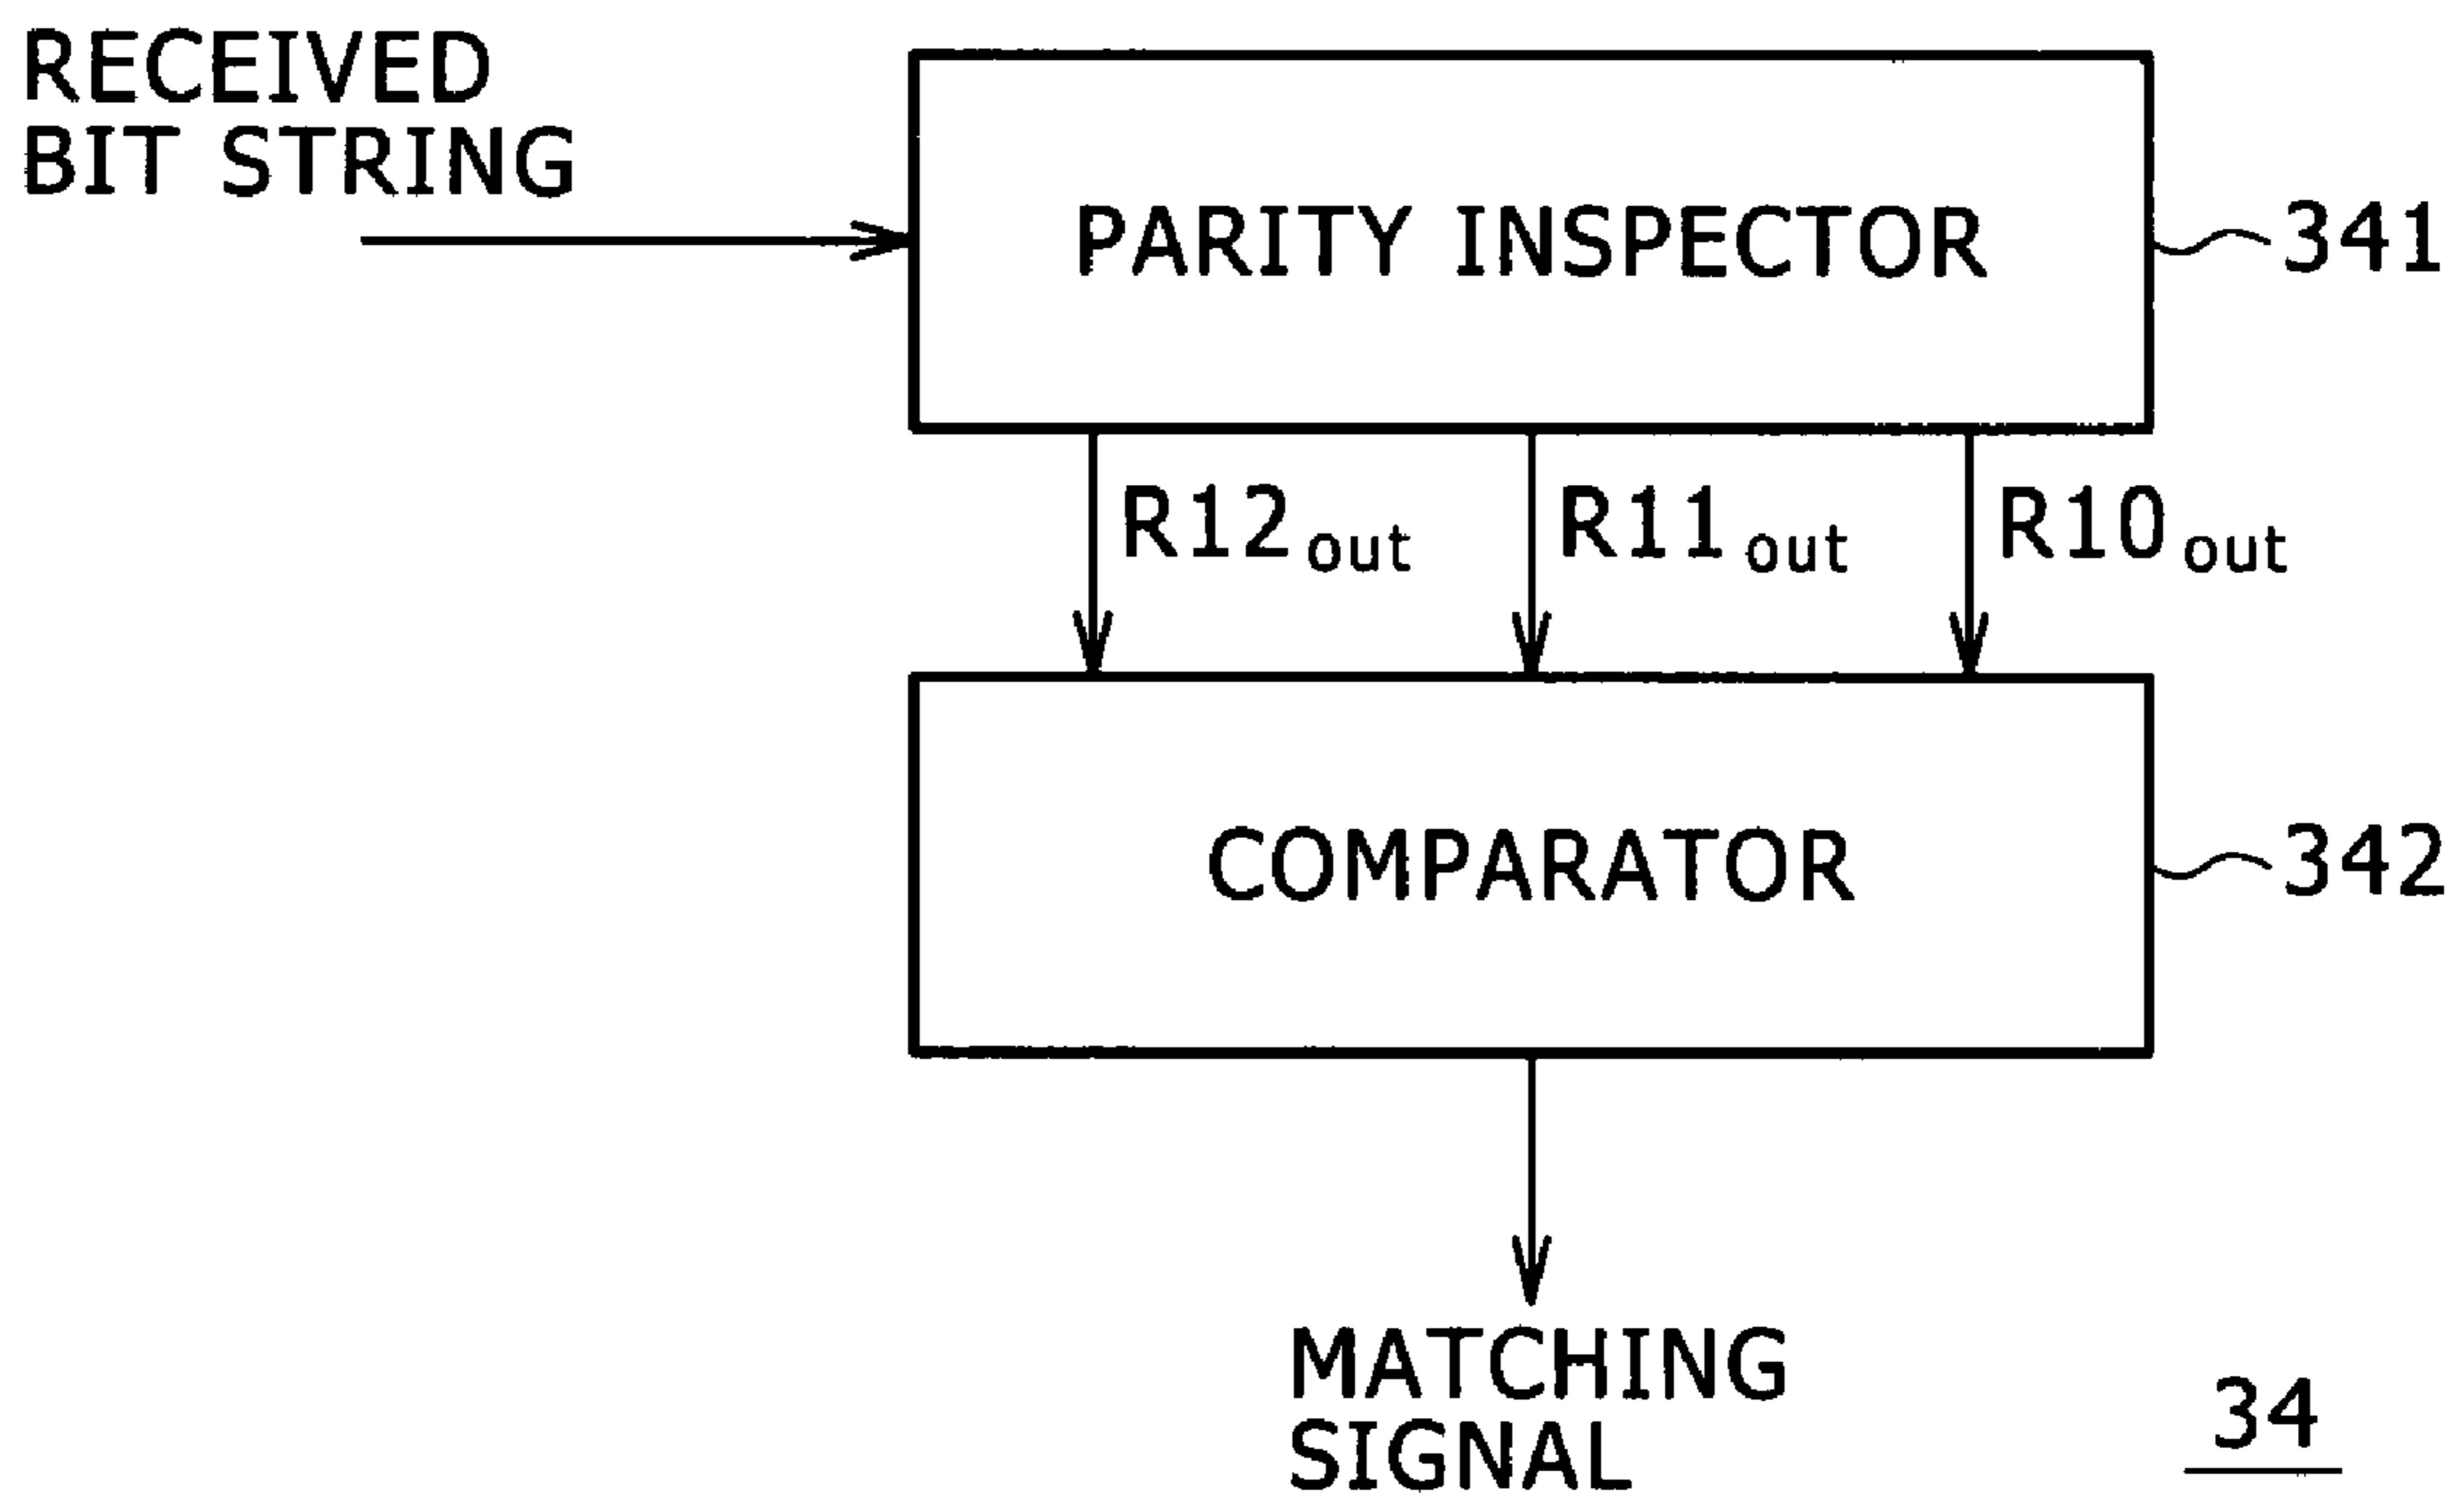 RECEIVED
BIT STRING
PARITY INSPECTOR
341
R12out
R11out
R10out
COMPARATOR
342
MATCHING
SIGNAL
34